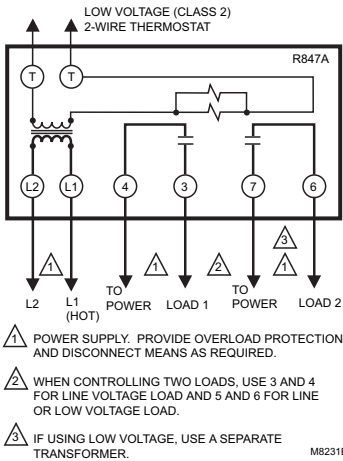 LOW VOLTAGE (CLASS 2)
2-WIRE THERMOSTAT
R847A
T T
L2 L1 4 3 7 6
1 1 2 3 1
L2 L1 (HOT) TO POWER LOAD 1 TO POWER LOAD 2
1 POWER SUPPLY. PROVIDE OVERLOAD PROTECTION
AND DISCONNECT MEANS AS REQUIRED.
2 WHEN CONTROLLING TWO LOADS, USE 3 AND 4
FOR LINE VOLTAGE LOAD AND 5 AND 6 FOR LINE
OR LOW VOLTAGE LOAD.
3 IF USING LOW VOLTAGE, USE A SEPARATE
TRANSFORMER.